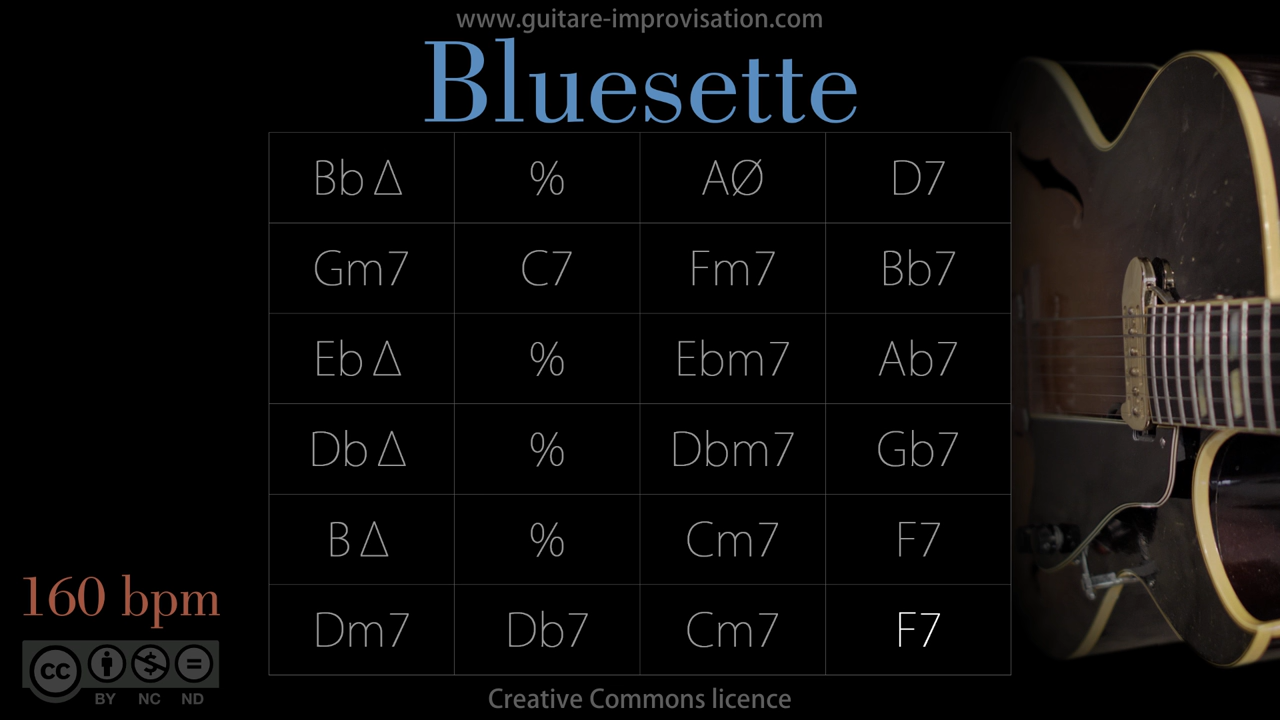 www.guitare-improvisation.com
Bluesette
Bb Δ % AØ D7
Gm7 C7 Fm7 Bb7
Eb Δ % Ebm7 Ab7
Db Δ % Dbm7 Gb7
B Δ % Cm7 F7
Dm7 Db7 Cm7 F7
160 bpm
cc
BY NC ND
Creative Commons licence